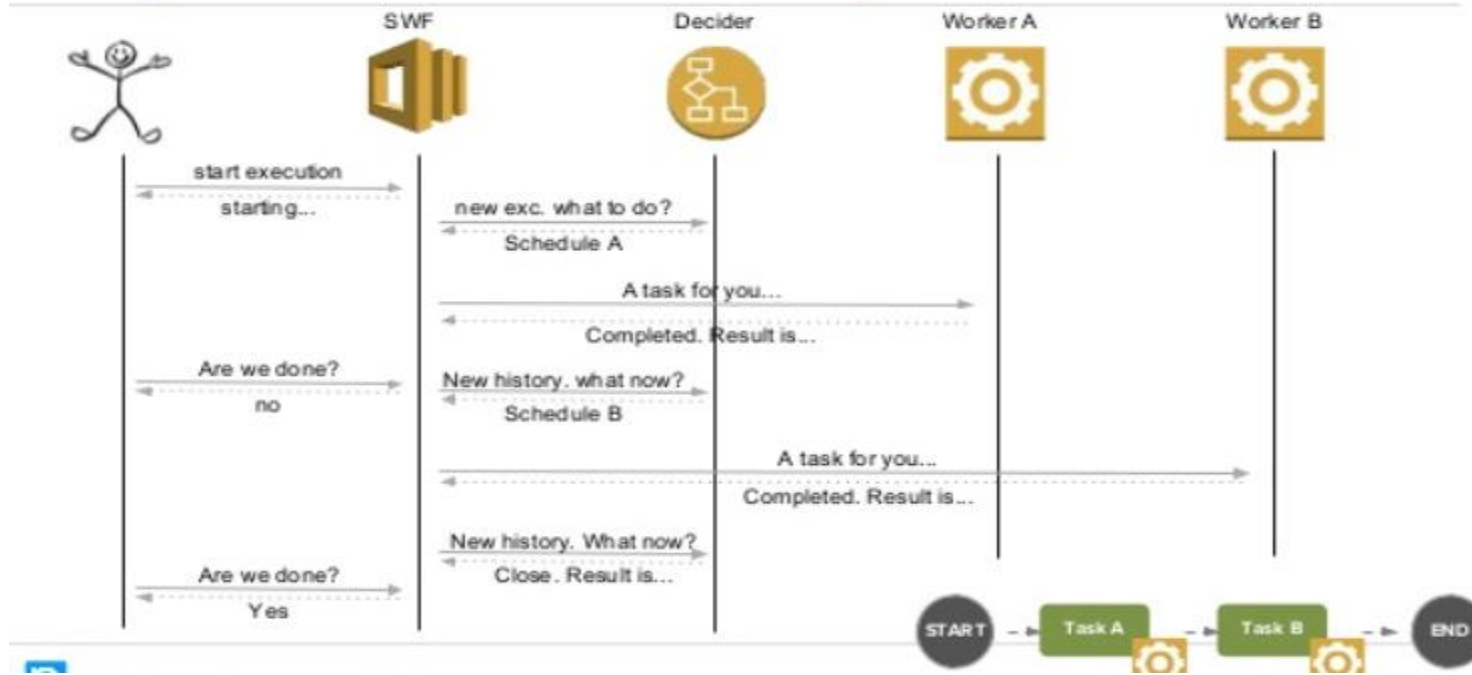 SWF
Decider
Worker A
Worker B
start execution
starting...
new exc. what to do?
Schedule A
A task for you...
Completed. Result is...
Are we done?
no
New history. what now?
Schedule B
A task for you...
Completed. Result is...
New history. What now?
Close. Result is...
Are we done?
Yes
START
Task A
Task B
END